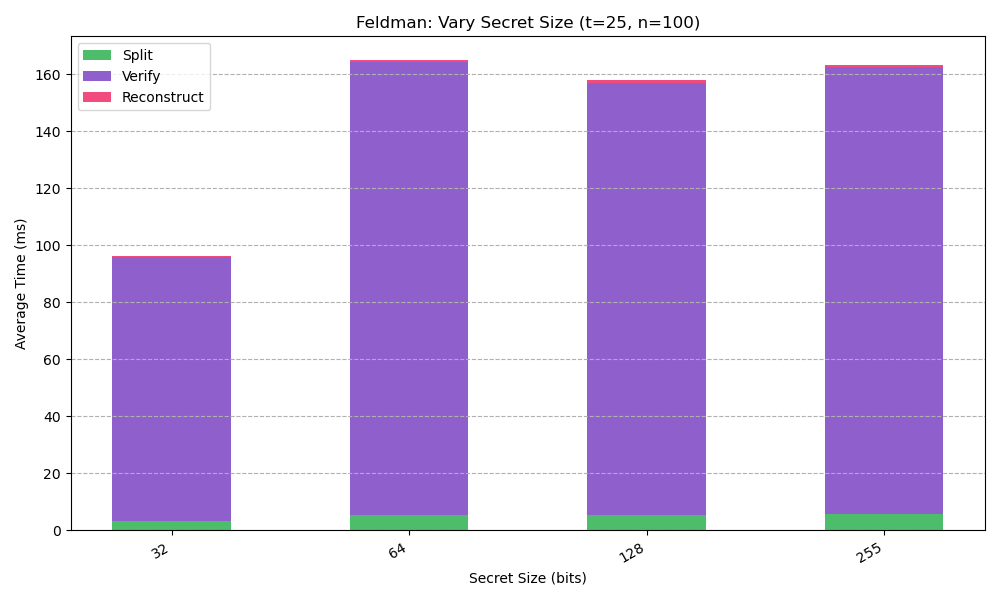 Feldman: Vary Secret Size (t=25, n=100)
Split
Verify
Reconstruct
Average Time (ms)
160
140
120
100
80
60
40
20
0
32
64
128
255
Secret Size (bits)